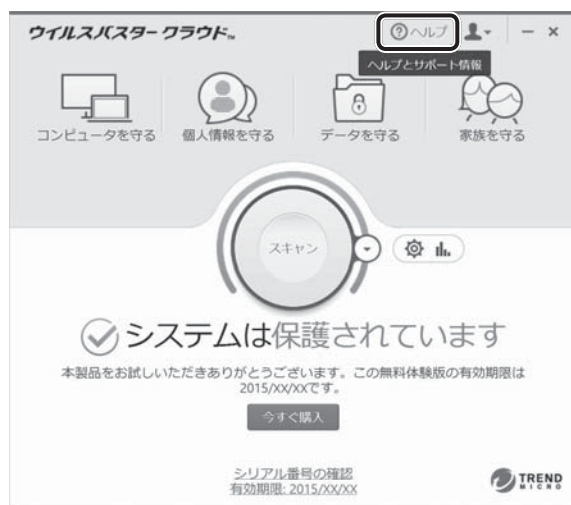 ウイルスバスター クラウド™
ヘルプ
ヘルプとサポート情報
コンピュータを守る
個人情報を守る
データを守る
家族を守る
スキャン
システムは保護されています
本製品をお試しいただきありがとうございます。この無料体験版の有効期限は
2015/XX/XXです。
今すぐ購入
シリアル番号の確認
有効期限: 2015/XX/XX
TREND
MICRO